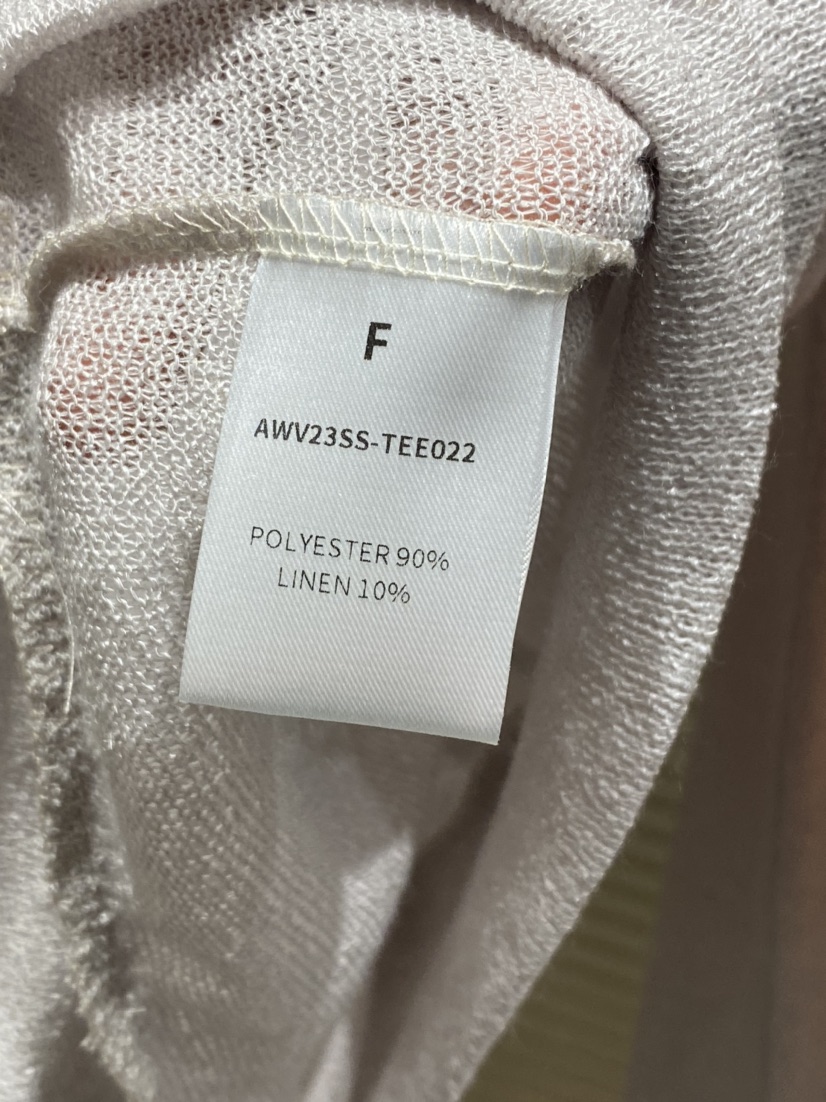 F
AWV23SS-TEE022
POLYESTER 90%
LINEN 10%